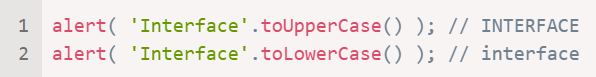 1 alert( 'Interface'.toUpperCase() ); // INTERFACE
2 alert( 'Interface'.toLowerCase() ); // interface